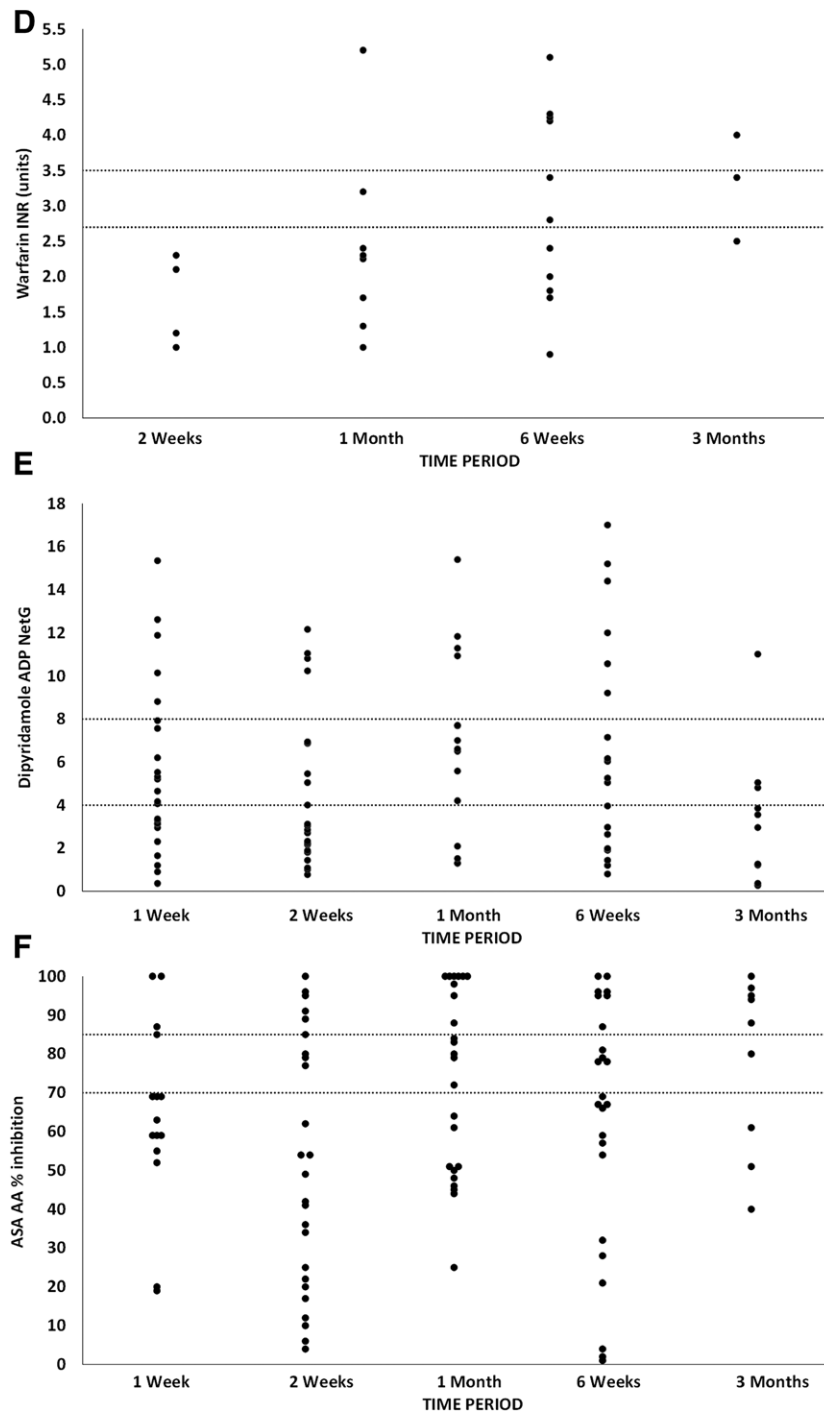 D
5.5
5.0
4.5
4.0
3.5
3.0
2.5
2.0
1.5
1.0
0.5
0.0
Warfarin INR (units)
2 Weeks 1 Month 6 Weeks 3 Months
TIME PERIOD
E
18
16
14
12
10
8
6
4
2
0
Dipyridamole ADP NetG
1 Week 2 Weeks 1 Month 6 Weeks 3 Months
TIME PERIOD
F
100
90
80
70
60
50
40
30
20
10
0
ASA AA % inhibition
1 Week 2 Weeks 1 Month 6 Weeks 3 Months
TIME PERIOD